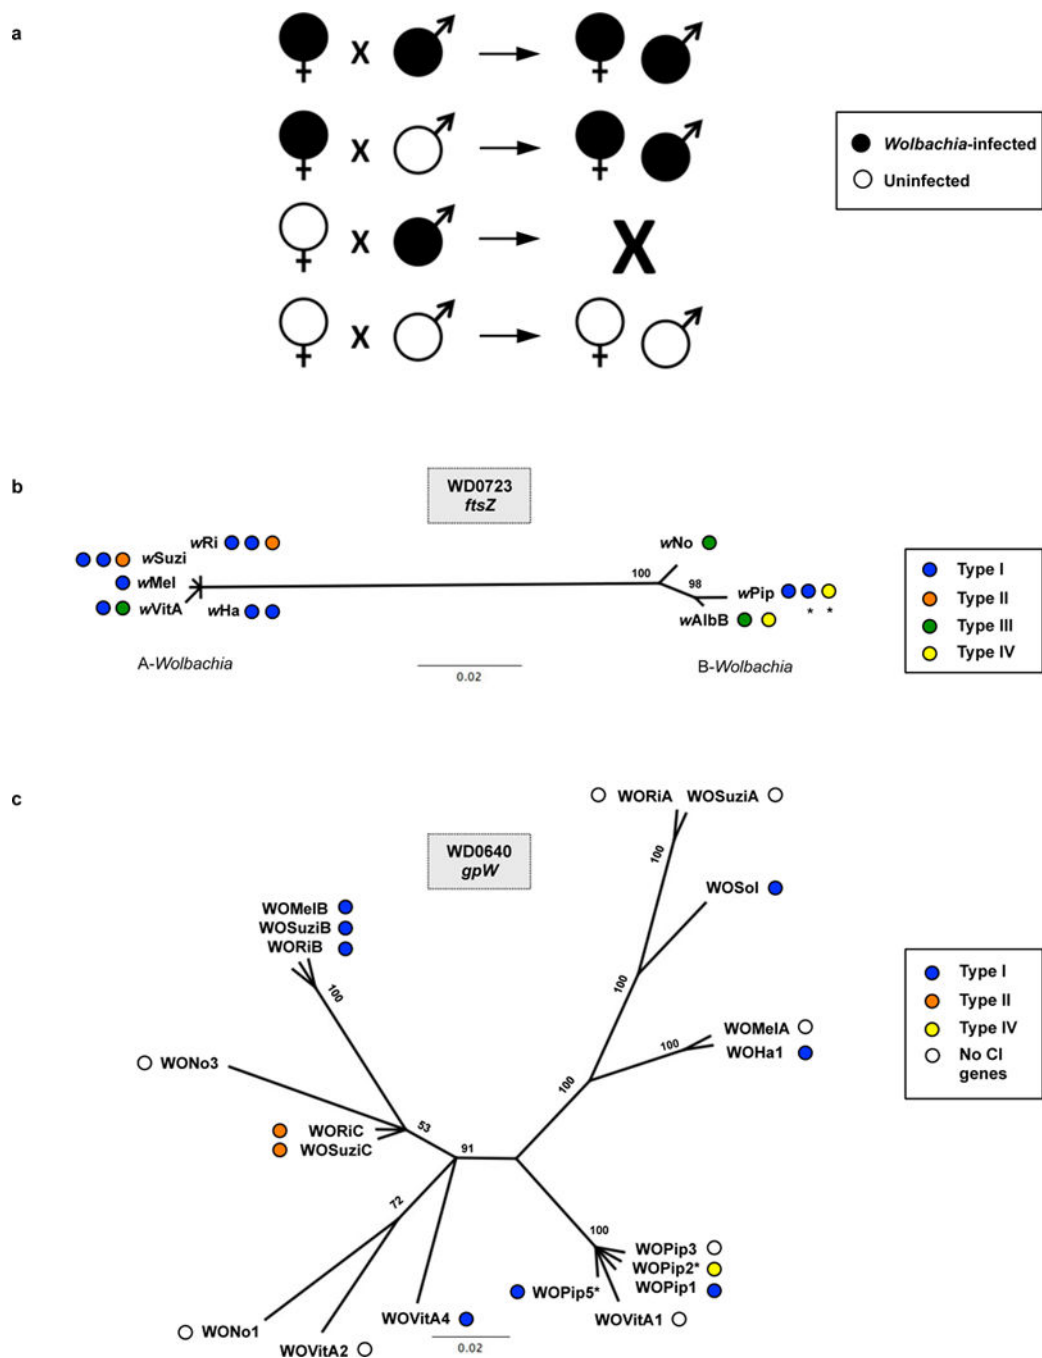 a
X
X
X
X
X
Wolbachia-infected
Uninfected
b
WD0723
ftsZ
wRi
wSuzi
wMel
wVitA
wHa
A-Wolbachia
0.02
100
98
wNo
wPip
* *
wAlbB
B-Wolbachia
Type I
Type II
Type III
Type IV
c
WD0640
gpW
WORiA WOSuziA
100
WOSol
100
WOMelA
100
WOHa1
100
WOMelB
WOSuziB
WORiB
100
WONo3
53
WORiC
WOSuziC
91
72
100
WOPip3
WOPip2*
WOPip1
WOPip5*
WOVitA1
WOVitA4
WONo1
WOVitA2
0.02
Type I
Type II
Type IV
No CI
genes